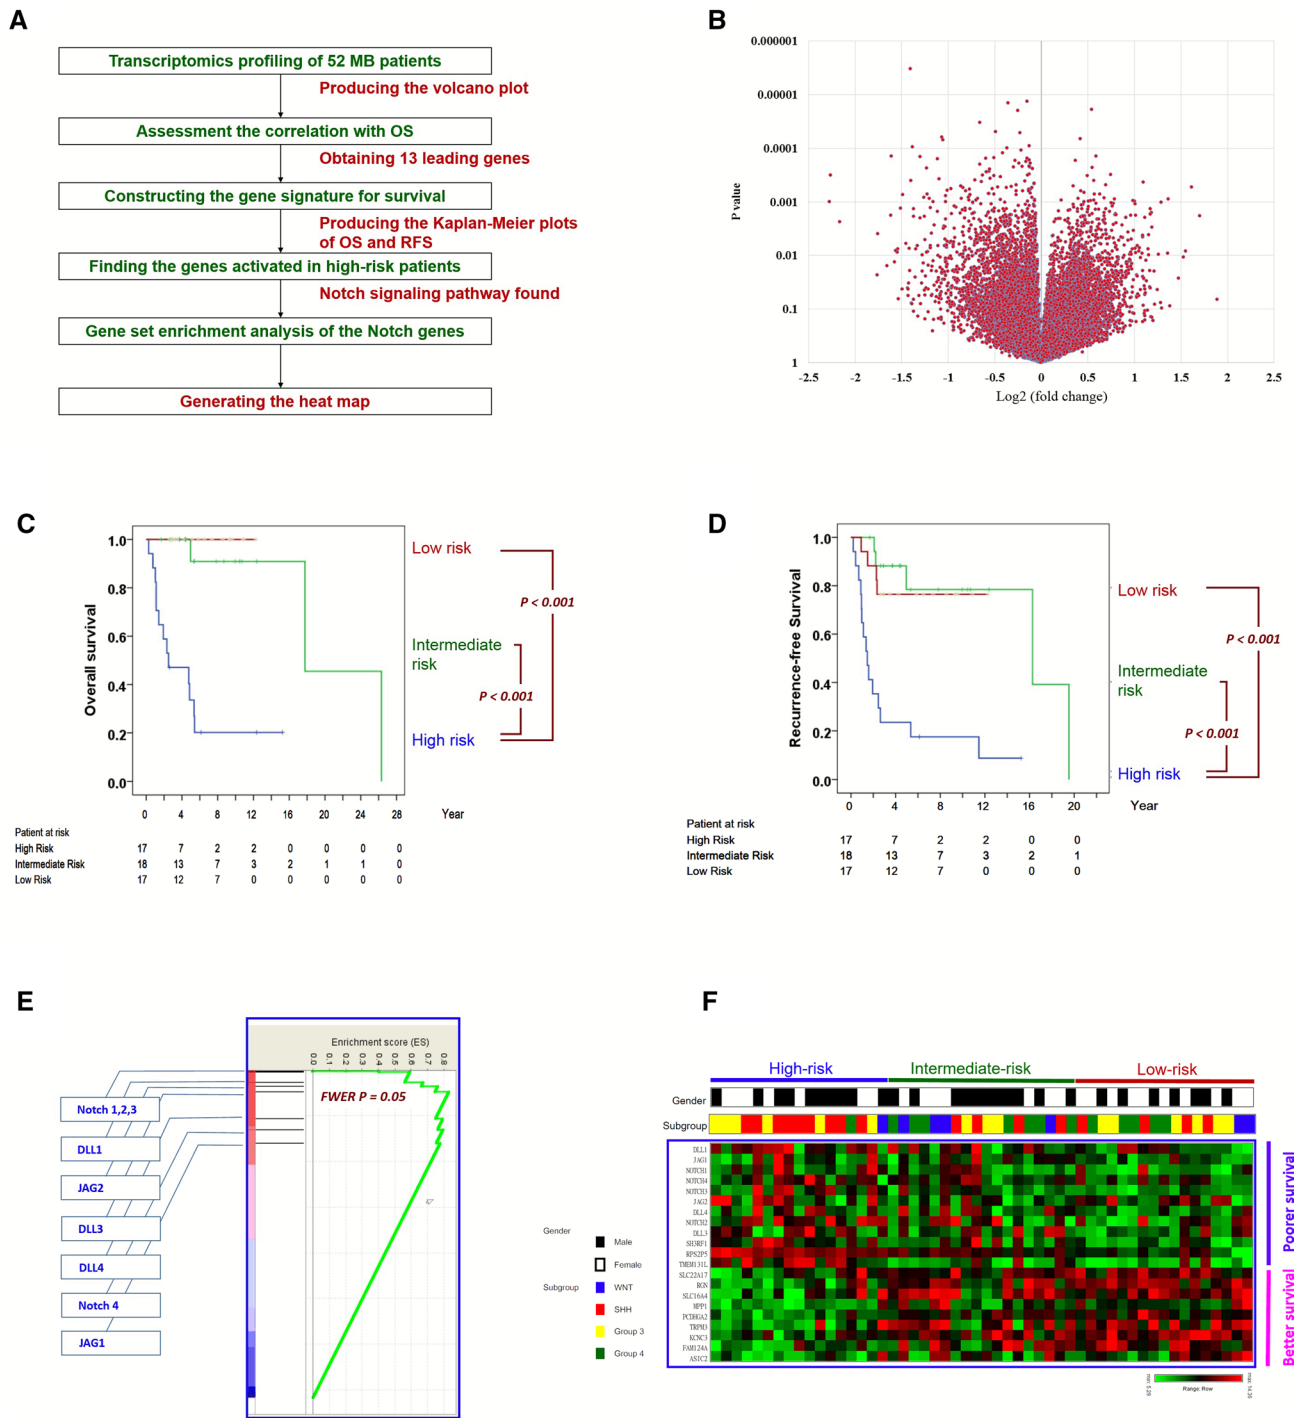 A
Transcriptomics profiling of 52 MB patients
Producing the volcano plot
Assessment the correlation with OS
Obtaining 13 leading genes
Constructing the gene signature for survival
Producing the Kaplan-Meier plots
of OS and RFS
Finding the genes activated in high-risk patients
Notch signaling pathway found
Gene set enrichment analysis of the Notch genes
Generating the heat map
B
0.000001
0.00001
0.0001
0.001
0.01
0.1
1
P value
-2.5 -2 -1.5 -1 -0.5 0 0.5 1 1.5 2 2.5
Log2 (fold change)
C
Overall survival
1.0
0.8
0.6
0.4
0.2
0.0
Low risk
P < 0.001
Intermediate
risk
P < 0.001
High risk
0 4 8 12 16 20 24 28 Year
Patient at risk
High Risk 17 7 2 2 0 0 0 0
Intermediate Risk 18 13 7 3 2 1 1 0
Low Risk 17 12 7 0 0 0 0 0
D
Recurrence-free Survival
1.0
0.8
0.6
0.4
0.2
0.0
Low risk
P < 0.001
Intermediate
risk
P < 0.001
High risk
0 4 8 12 16 20 Year
Patient at risk
High Risk 17 7 2 2 0 0
Intermediate Risk 18 13 7 3 2 1
Low Risk 17 12 7 0 0 0
E
Enrichment score (ES)
0.0 0.1 0.2 0.3 0.4 0.5 0.6 0.7 0.8
FWER P = 0.05
Notch 1,2,3
DLL1
JAG2
DLL3
DLL4
Notch 4
JAG1
Gender
Male
Female
Subgroup
WNT
SHH
Group 3
Group 4
F
High-risk Intermediate-risk Low-risk
Gender
Subgroup
DLL1
JAG1
NOTCH1
NOTCH4
NOTCH3
JAG2
DLL4
NOTCH2
DLL3
SH3RF1
RPS2P5
TMEM131L
SLC22A17
RGN
SLC16A4
MPP1
PCDHGA2
TRPM3
KCNC3
FAM124A
ASIC2
Poorer survival
Better survival
min: 5.29
Range: Row
max: 14.35